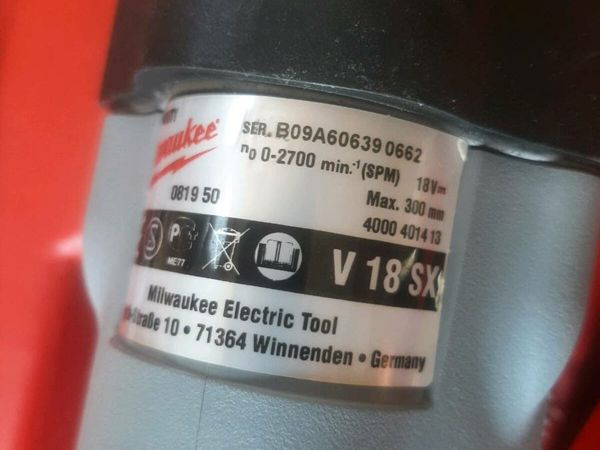 Milwaukee
SER. B09A60639 0662
n₀ 0-2700 min.⁻¹ (SPM) 18V⎓
Max. 300 mm
0819 50
4000 4014 13
S PG
ME77
V 18 SX
Milwaukee Electric Tool
-Straße 10 • 71364 Winnenden • Germany